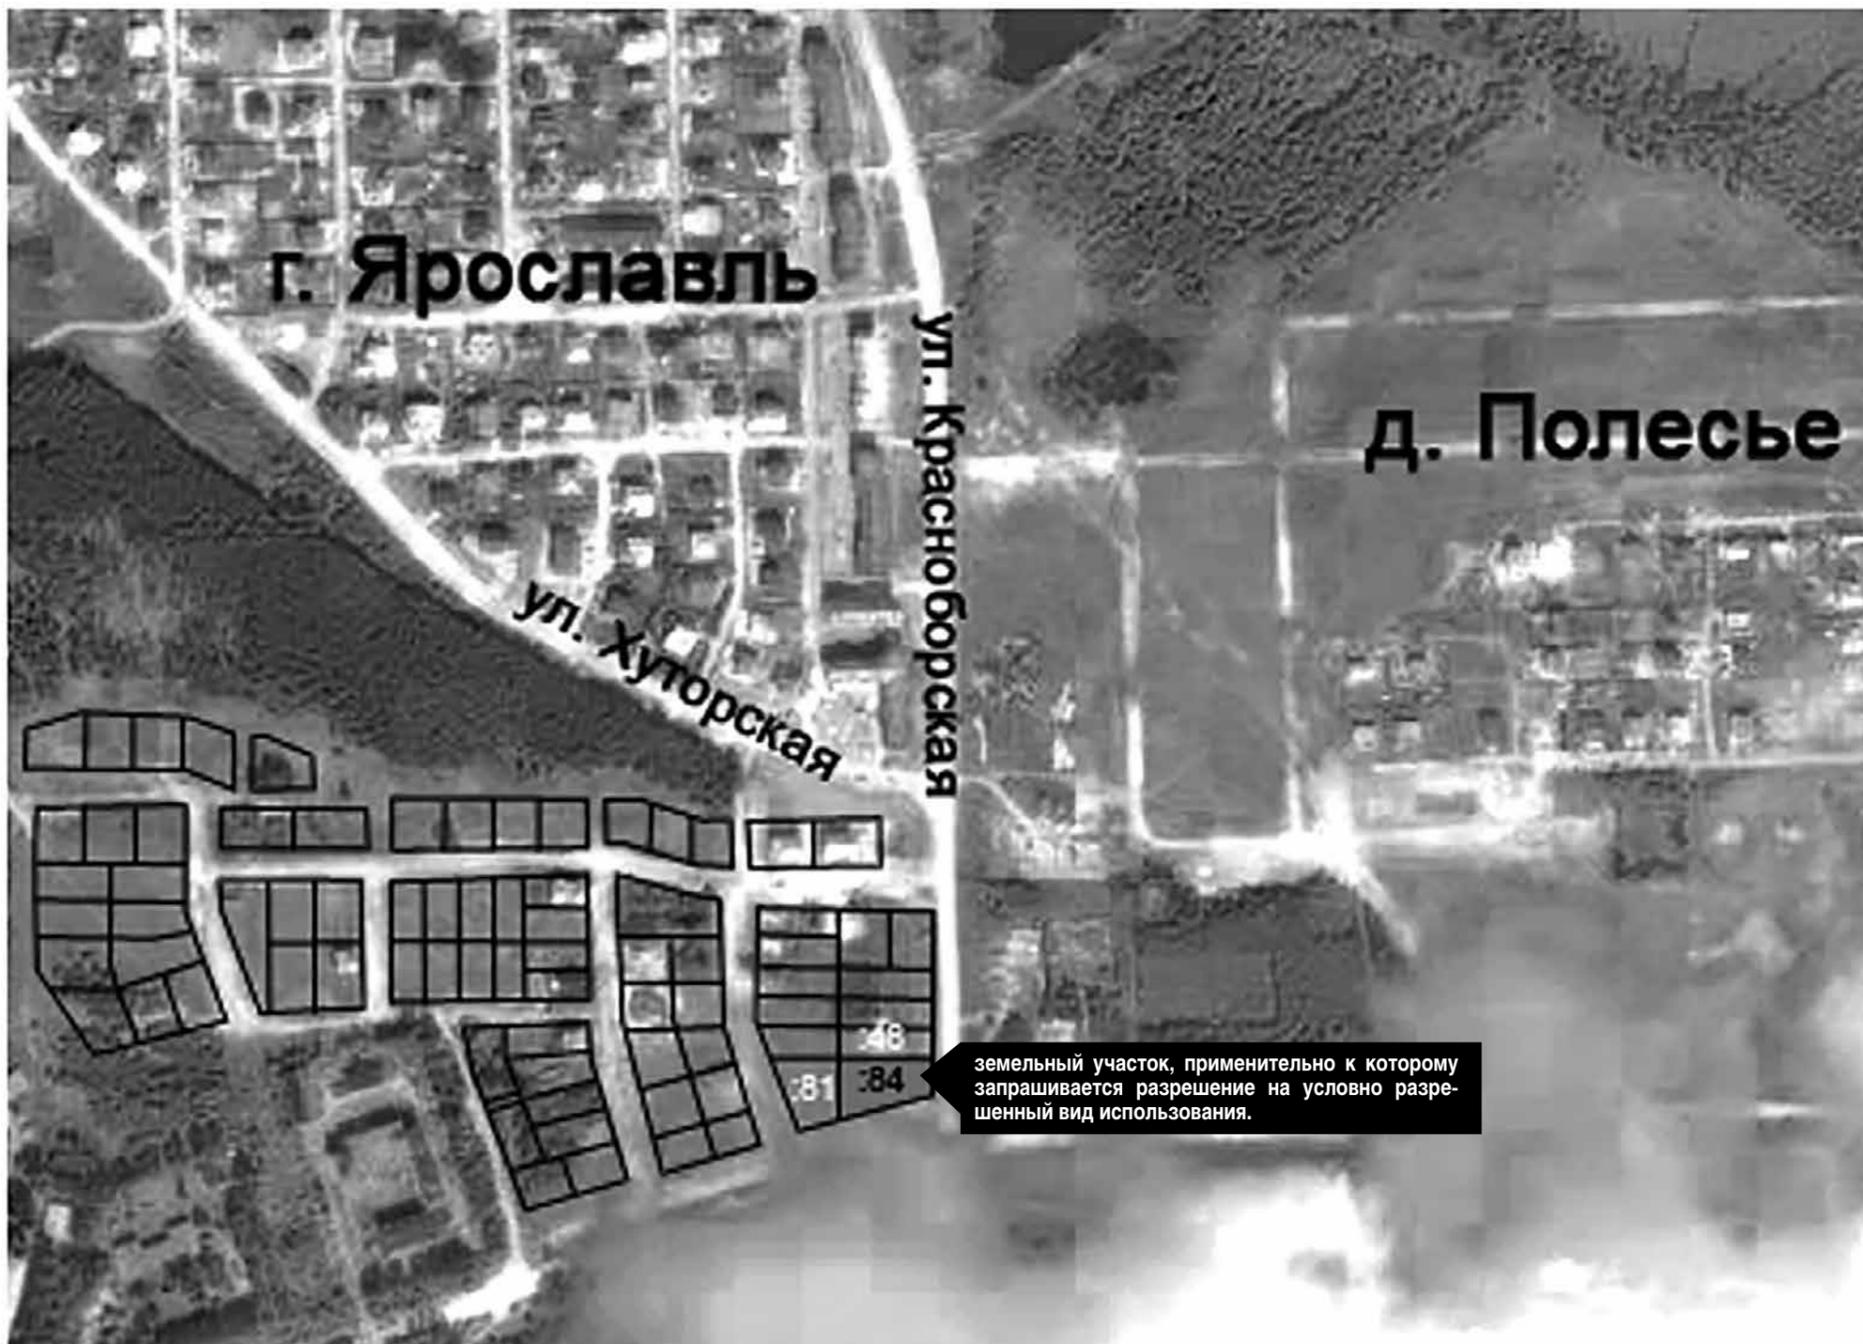 г. Ярославль
ул. Красноборская
д. Полесье
ул. Хуторская
:48
:81
:84
земельный участок, применительно к которому
запрашивается разрешение на условно разре-
шенный вид использования.